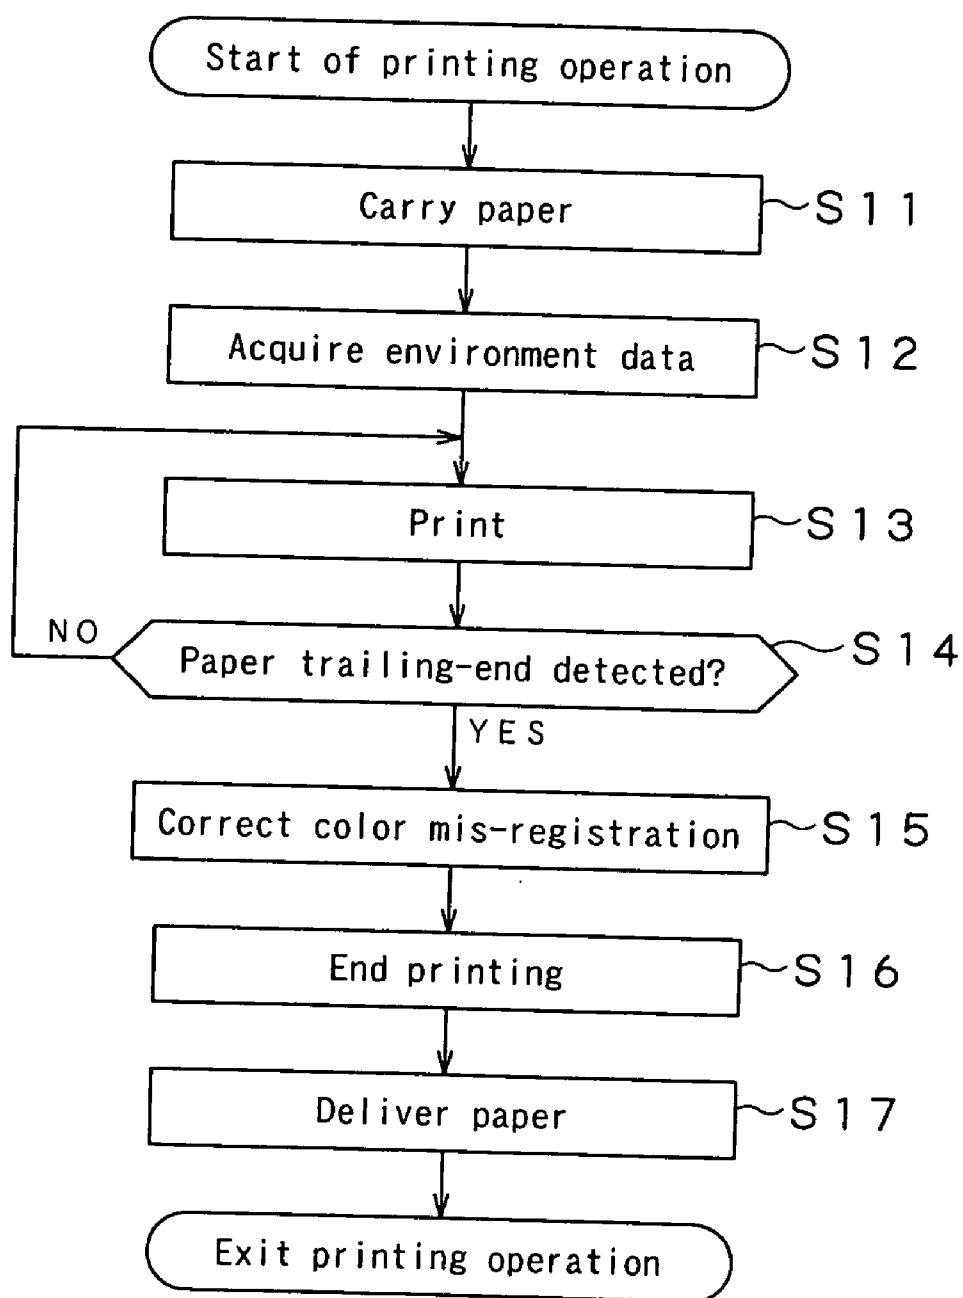 Start of printing operation
Carry paper
S11
Acquire environment data
S12
Print
S13
NO
Paper trailing-end detected?
S14
YES
Correct color mis-registration
S15
End printing
S16
Deliver paper
S17
Exit printing operation